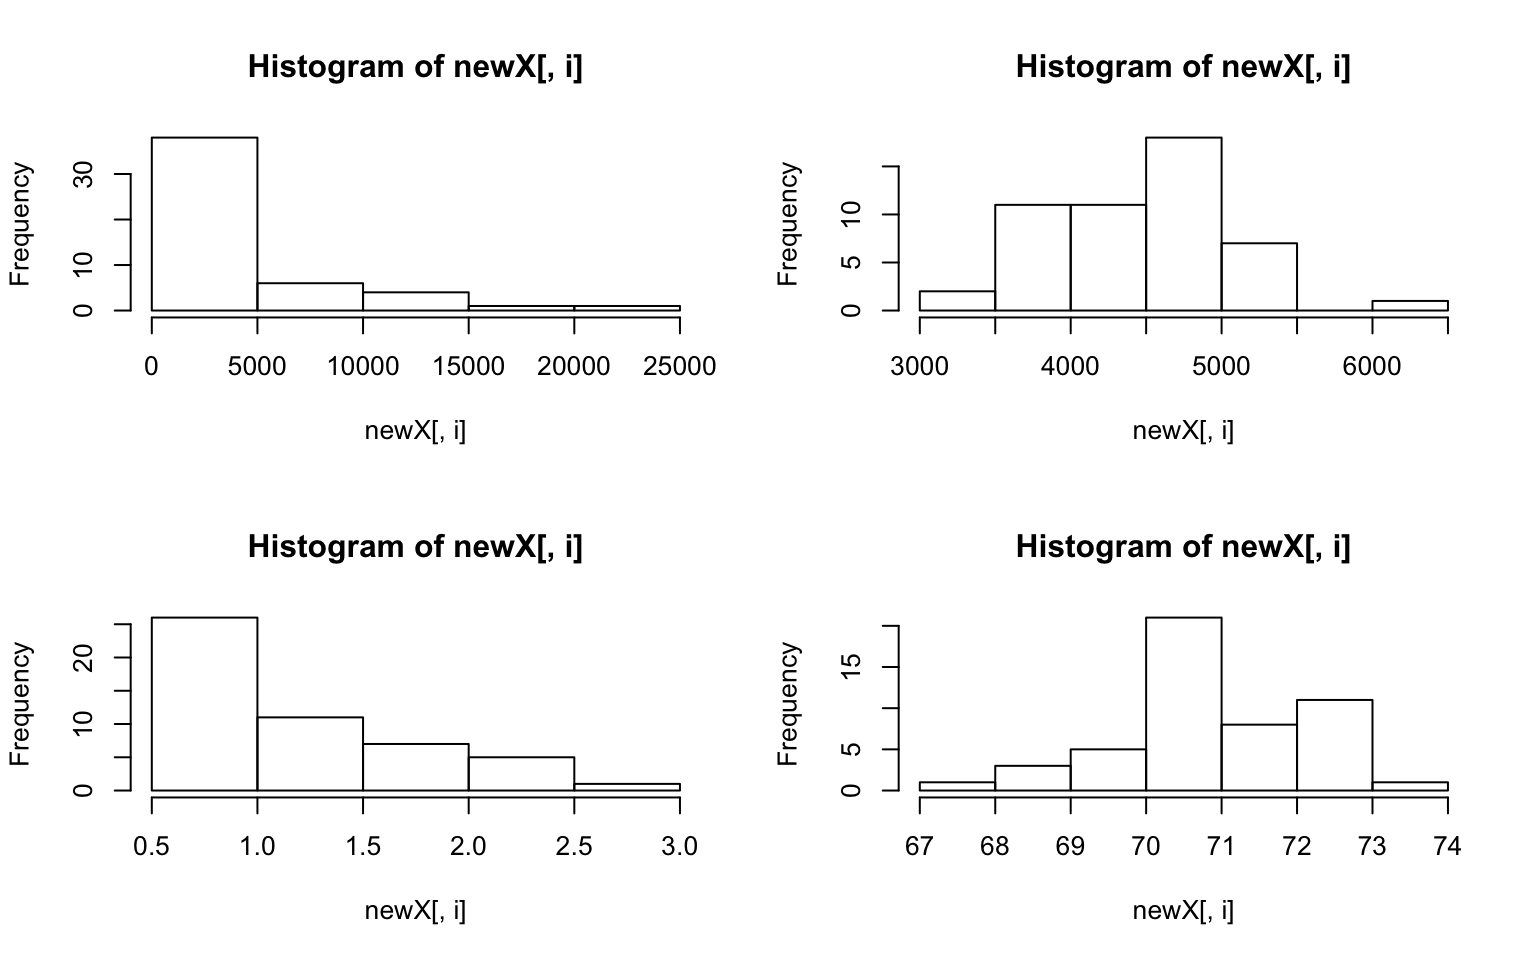 Histogram of newX[, i]
Frequency
30
10
0
0 5000 10000 15000 20000 25000
newX[, i]
Histogram of newX[, i]
Frequency
10
5
0
3000 4000 5000 6000
newX[, i]
Histogram of newX[, i]
Frequency
20
10
0
0.5 1.0 1.5 2.0 2.5 3.0
newX[, i]
Histogram of newX[, i]
Frequency
15
5
0
67 68 69 70 71 72 73 74
newX[, i]